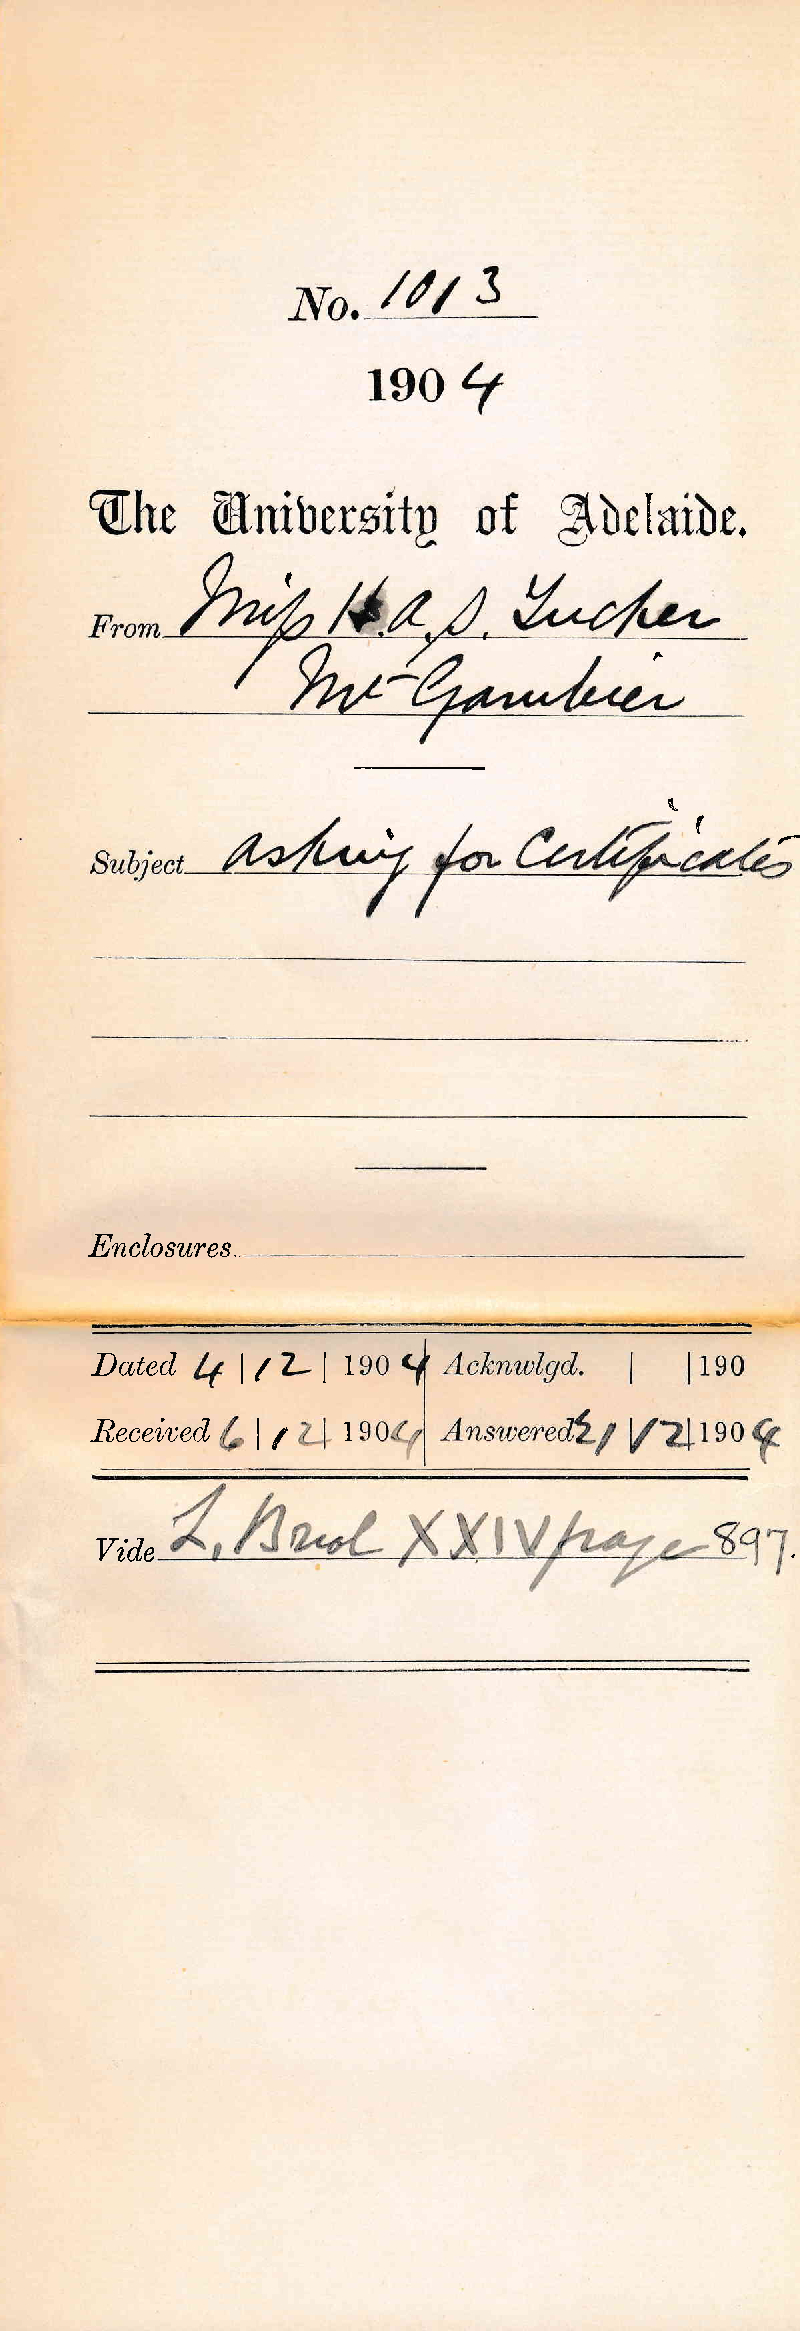 No. 1013
1904
The University of Adelaide.
From Miss H.A.S. Tucker
Mt Gambier
Subject asking for Certificates
Enclosures
Dated 4|12|1904 Acknwlgd. | |190
Received 6|12|1904 Answered 21|12|1904
Vide L. Book XXIV page 897.